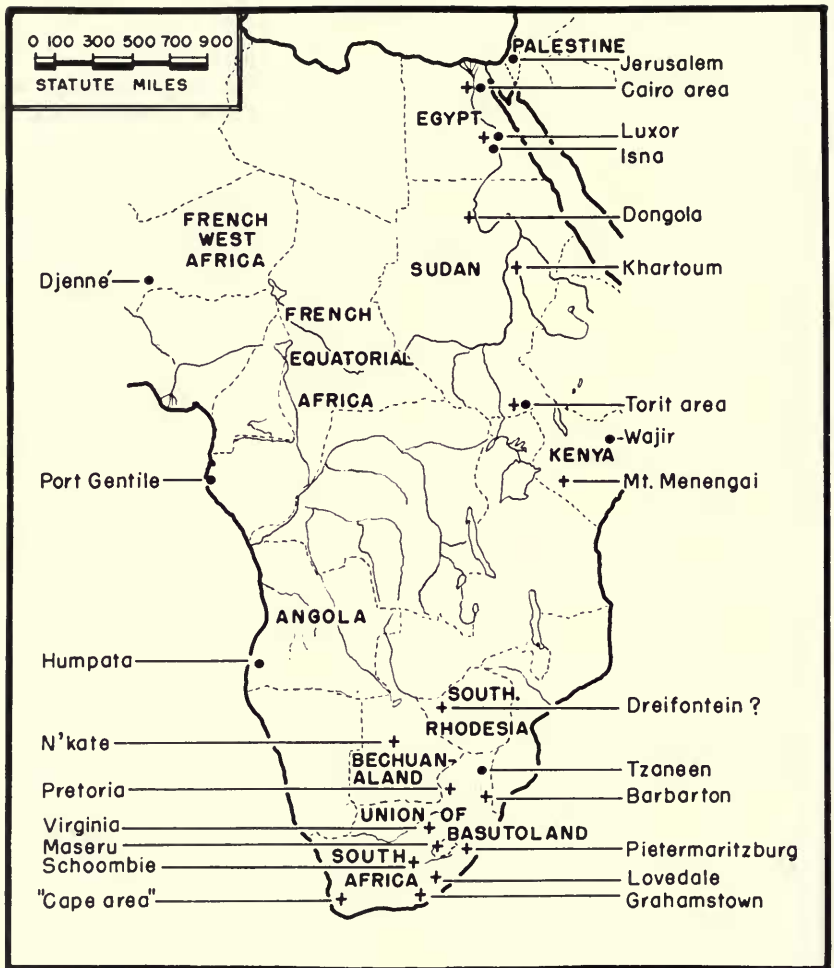 0 100 300 500 700 900
STATUTE MILES
PALESTINE
Jerusalem
Cairo area
EGYPT
Luxor
Isna
Dongola
FRENCH
WEST
AFRICA
SUDAN
Khartoum
Djenné
FRENCH
EQUATORIAL
AFRICA
Torit area
Wajir
KENYA
Port Gentile
Mt. Menengai
ANGOLA
Humpata
SOUTH.
RHODESIA
Dreifontein ?
N'kate
BECHUAN-
ALAND
Tzaneen
Pretoria
Barbarton
UNION OF
Virginia
BASUTOLAND
Maseru
Pietermaritzburg
SOUTH
Schoombie
AFRICA
Lovedale
"Cape area"
Grahamstown